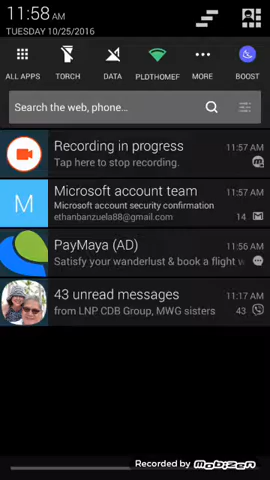 11:58 AM
TUESDAY 10/25/2016
ALL APPS TORCH DATA PLDTHOMEF MORE BOOST
Search the web, phone...
Recording in progress 11:57 AM
Tap here to stop recording.
M Microsoft account team 11:57 AM
Microsoft account security confirmation
ethanbanzuela88@gmail.com 14
PayMaya (AD) 11:56 AM
Satisfy your wanderlust & book a flight w
43 unread messages 11:17 AM
from LNP CDB Group, MWG sisters 43
Recorded by Mobizen